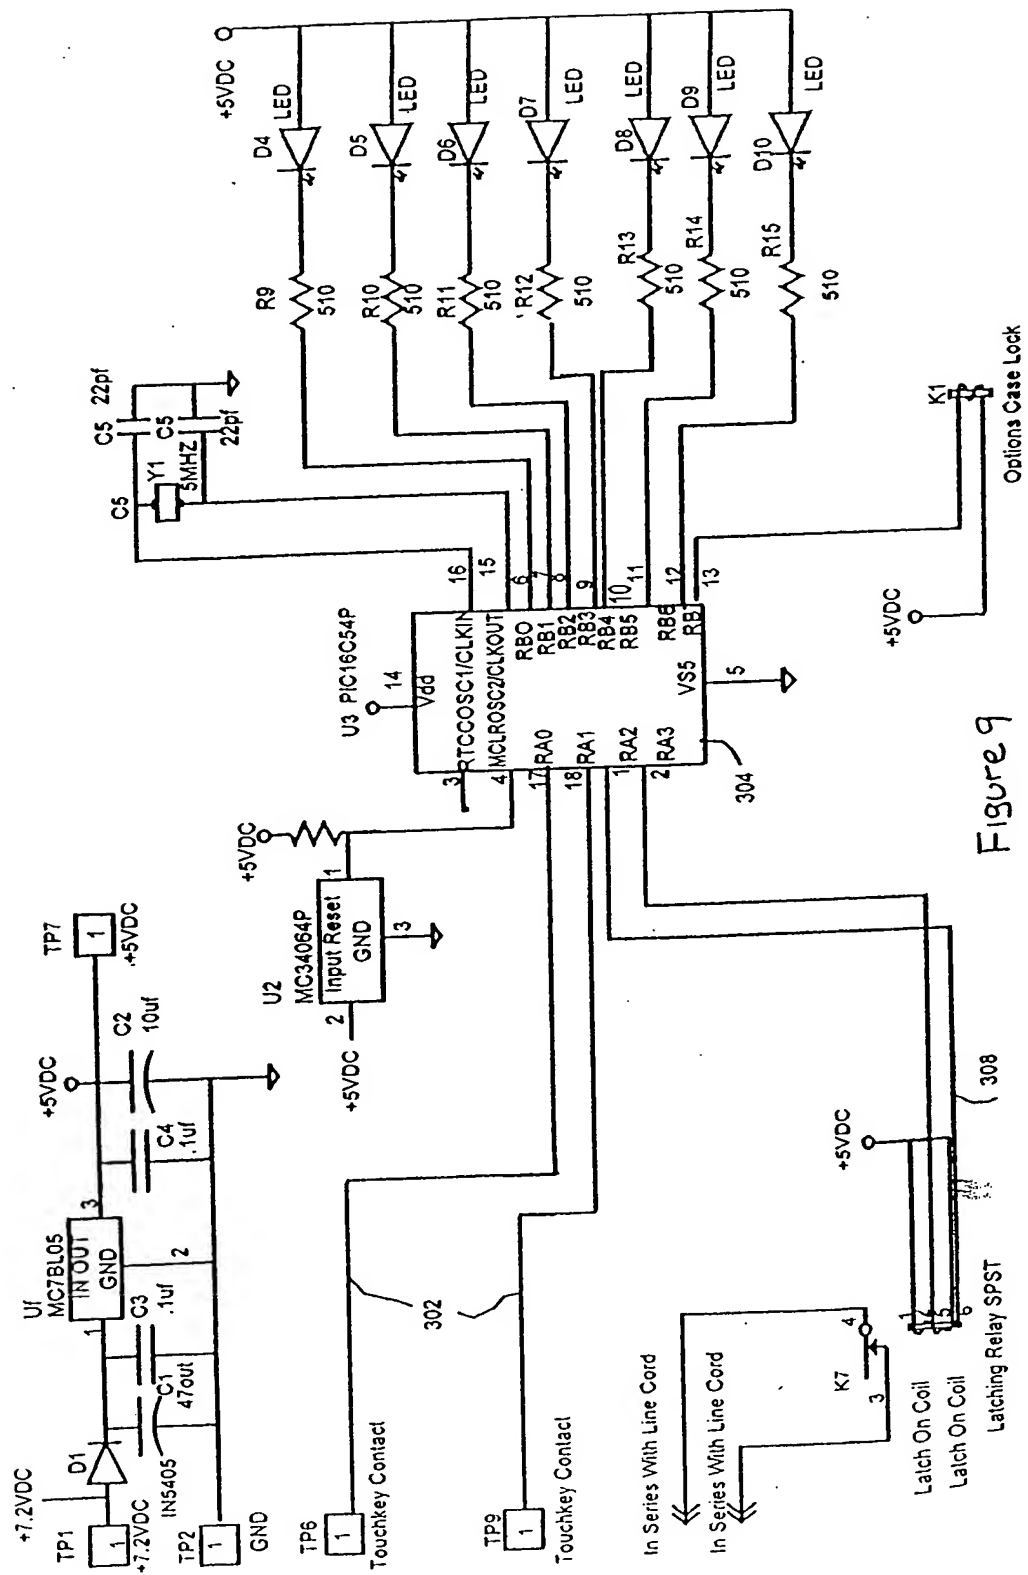 +7.2VDC
TP1
1
+7.2VDC
TP2
1
GND
D1
IN5405
C1
47out
C3
.1uf
Uf
MC7BL05
IN OUT
GND
1
2
3
C4
.1uf
+5VDC
C2
10uf
TP7
1
.+5VDC
U2
MC34064P
Input Reset
GND
2
+5VDC
1
3
+5VDC
TP6
1
Touchkey Contact
TP9
1
Touchkey Contact
302
In Series With Line Cord
In Series With Line Cord
K7
3
4
Latch On Coil
Latch On Coil
Latching Relay SPST
1
5
6
+5VDC
308
U3 PIC16C54P
14
Vdd
3
RTCCOSC1/CLKIN
4
MCLROSC2/CLKOUT
17
RA0
18
RA1
1
RA2
2
RA3
VS5
5
304
16
15
6
RB0
7
RB1
8
RB2
9
RB3
10
RB4
11
RB5
12
RB6
13
RB
C5
Y1
5MHZ
C5
22pf
C5
22pf
+5VDC
R9
510
D4
LED
R10
510
D5
LED
R11
510
D6
LED
R12
510
D7
LED
R13
510
D8
LED
R14
510
D9
LED
R15
510
D10
LED
+5VDC
K1
Options Case Lock
Figure 9